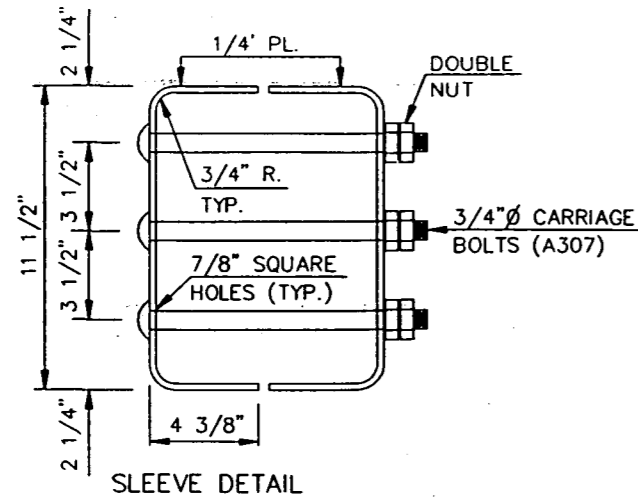 1/4' PL.
DOUBLE
NUT
2 1/4"
3/4" R.
TYP.
3 1/2"
11 1/2"
3/4"Ø CARRIAGE
BOLTS (A307)
3 1/2"
7/8" SQUARE
HOLES (TYP.)
2 1/4"
4 3/8"
SLEEVE DETAIL